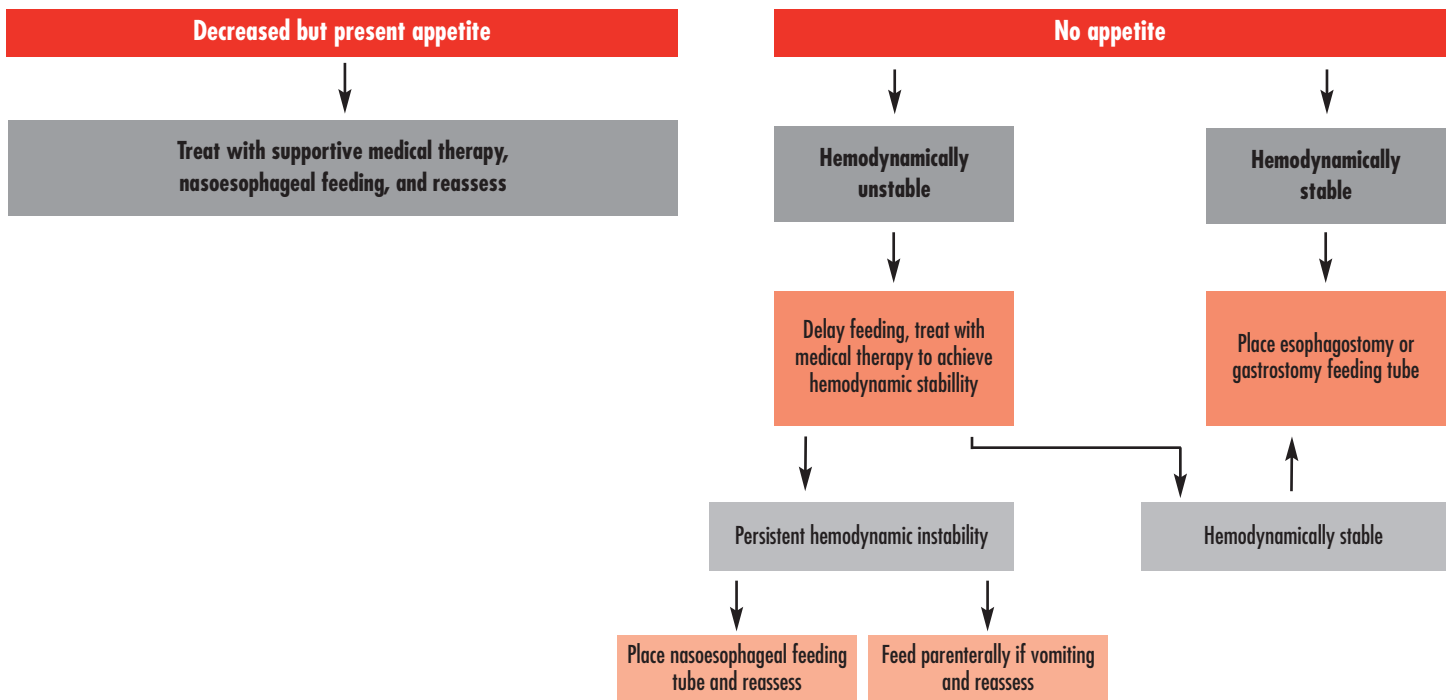 Decreased but present appetite
No appetite
Treat with supportive medical therapy,
nasoesophageal feeding, and reassess
Hemodynamically
unstable
Hemodynamically
stable
Delay feeding, treat with
medical therapy to achieve
hemodynamic stabillity
Place esophagostomy or
gastrostomy feeding tube
Persistent hemodynamic instability
Hemodynamically stable
Place nasoesophageal feeding
tube and reassess
Feed parenterally if vomiting
and reassess